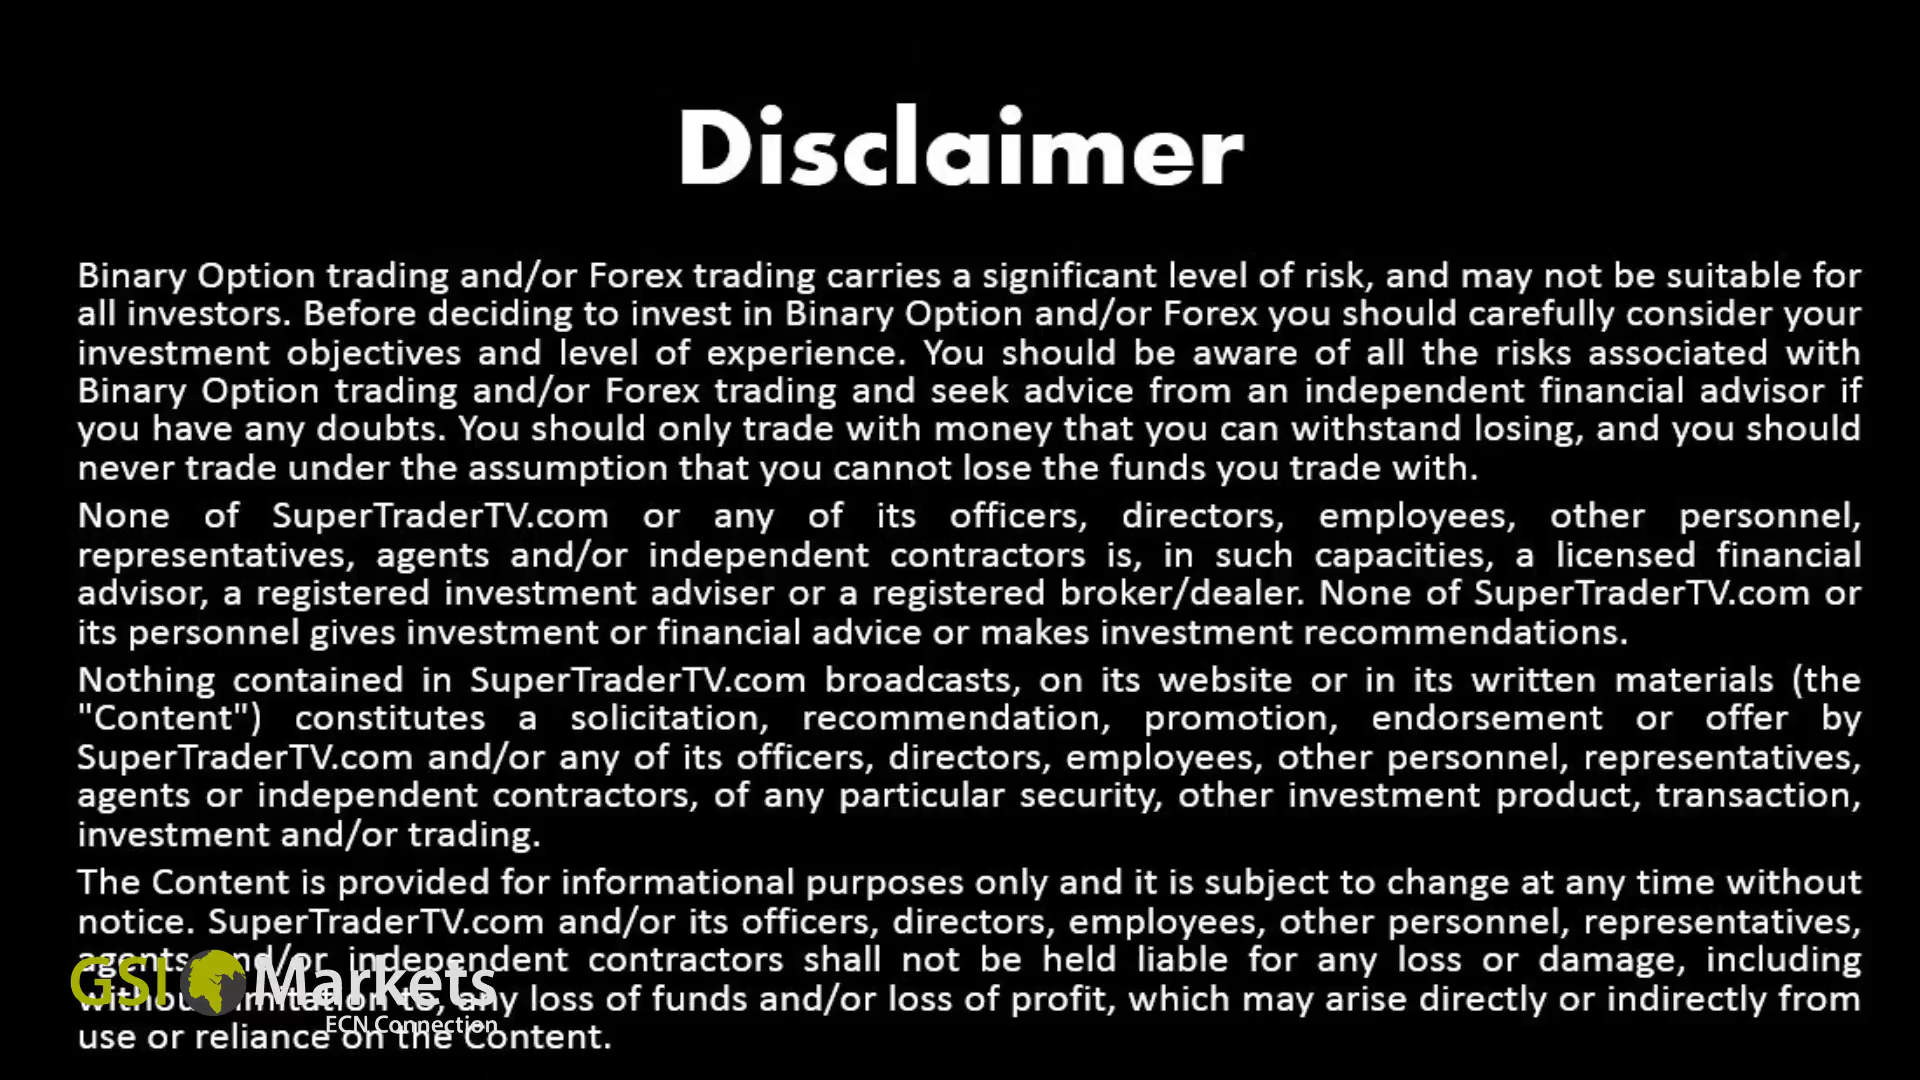 Disclaimer
Binary Option trading and/or Forex trading carries a significant level of risk, and may not be suitable for
all investors. Before deciding to invest in Binary Option and/or Forex you should carefully consider your
investment objectives and level of experience. You should be aware of all the risks associated with
Binary Option trading and/or Forex trading and seek advice from an independent financial advisor if
you have any doubts. You should only trade with money that you can withstand losing, and you should
never trade under the assumption that you cannot lose the funds you trade with.
None of SuperTraderTV.com or any of its officers, directors, employees, other personnel,
representatives, agents and/or independent contractors is, in such capacities, a licensed financial
advisor, a registered investment adviser or a registered broker/dealer. None of SuperTraderTV.com or
its personnel gives investment or financial advice or makes investment recommendations.
Nothing contained in SuperTraderTV.com broadcasts, on its website or in its written materials (the
"Content") constitutes a solicitation, recommendation, promotion, endorsement or offer by
SuperTraderTV.com and/or any of its officers, directors, employees, other personnel, representatives,
agents or independent contractors, of any particular security, other investment product, transaction,
investment and/or trading.
The Content is provided for informational purposes only and it is subject to change at any time without
notice. SuperTraderTV.com and/or its officers, directors, employees, other personnel, representatives,
agents and/or independent contractors shall not be held liable for any loss or damage, including
without limitation to, any loss of funds and/or loss of profit, which may arise directly or indirectly from
use or reliance on the Content.
GSI Markets
ECN Connection